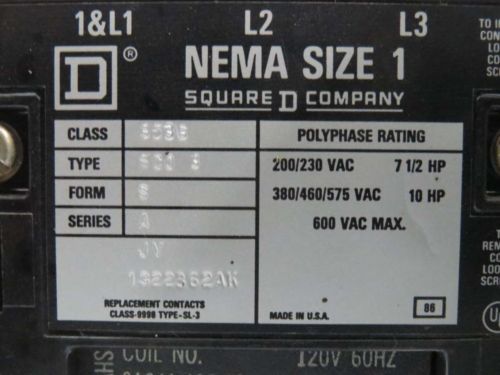 1&L1 L2 L3
D ®
NEMA SIZE 1
SQUARE D COMPANY
CLASS
TYPE
FORM S
SERIES A
JY
POLYPHASE RATING
200/230 VAC 7 1/2 HP
380/460/575 VAC 10 HP
600 VAC MAX.
REPLACEMENT CONTACTS
CLASS-9998 TYPE-SL-3
MADE IN U.S.A.
86
COIL NO. 120V 60HZ